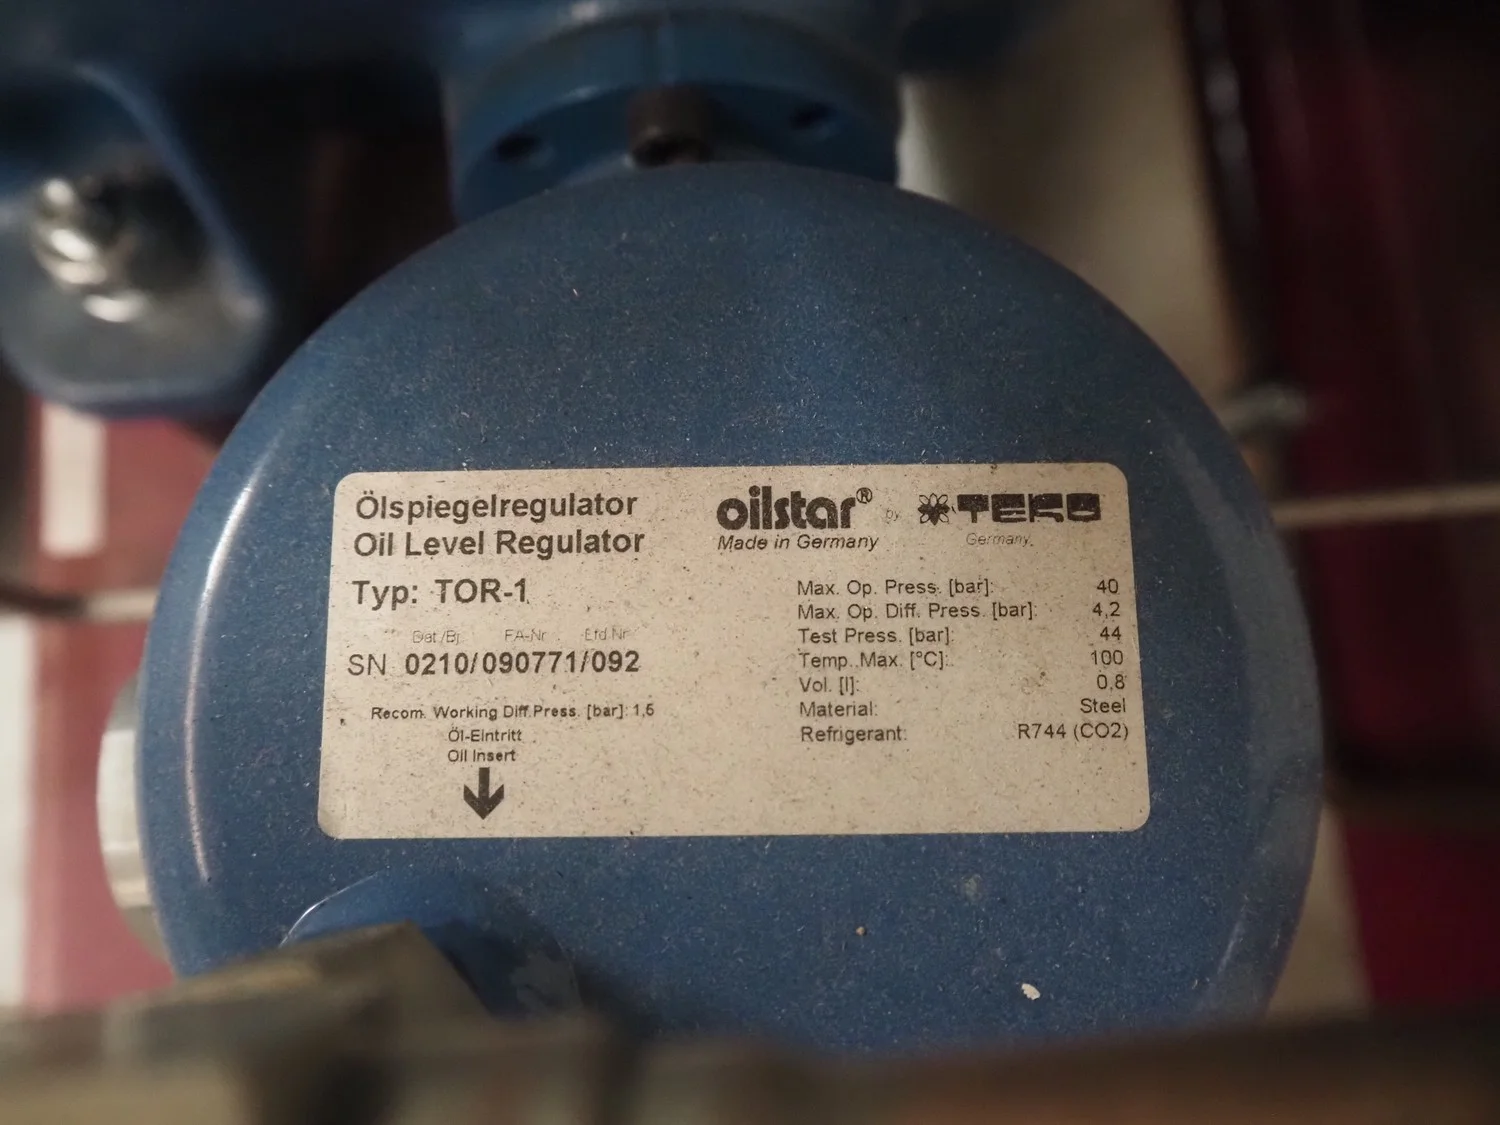 Ölspiegelregulator
Oil Level Regulator
Typ: TOR-1
Dat./Bj. FA-Nr. Lfd.Nr.
SN 0210/090771/092
Recom. Working Diff.Press. [bar]: 1,5
Öl-Eintritt
Oil Insert
oilstar® by TEKO
Made in Germany Germany
Max. Op. Press. [bar]: 40
Max. Op. Diff. Press. [bar]: 4,2
Test Press. [bar]: 44
Temp. Max. [°C]: 100
Vol. [l]: 0,8
Material: Steel
Refrigerant: R744 (CO2)